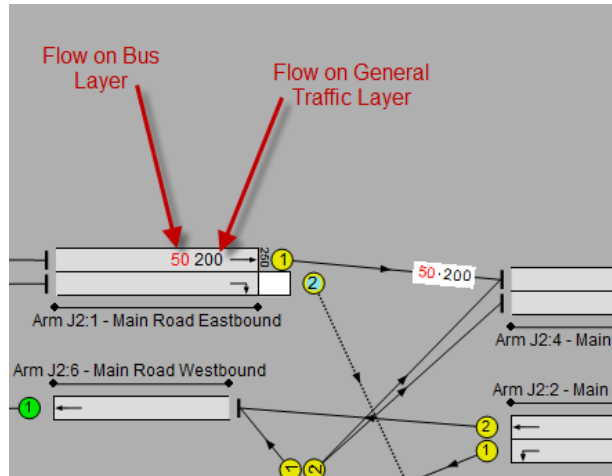 Flow on Bus
Layer
Flow on General
Traffic Layer
50 200
250
1
50·200
2
Arm J2:1 - Main Road Eastbound
Arm J2:4 - Main
Arm J2:6 - Main Road Westbound
Arm J2:2 - Main
1
2
1
1
2